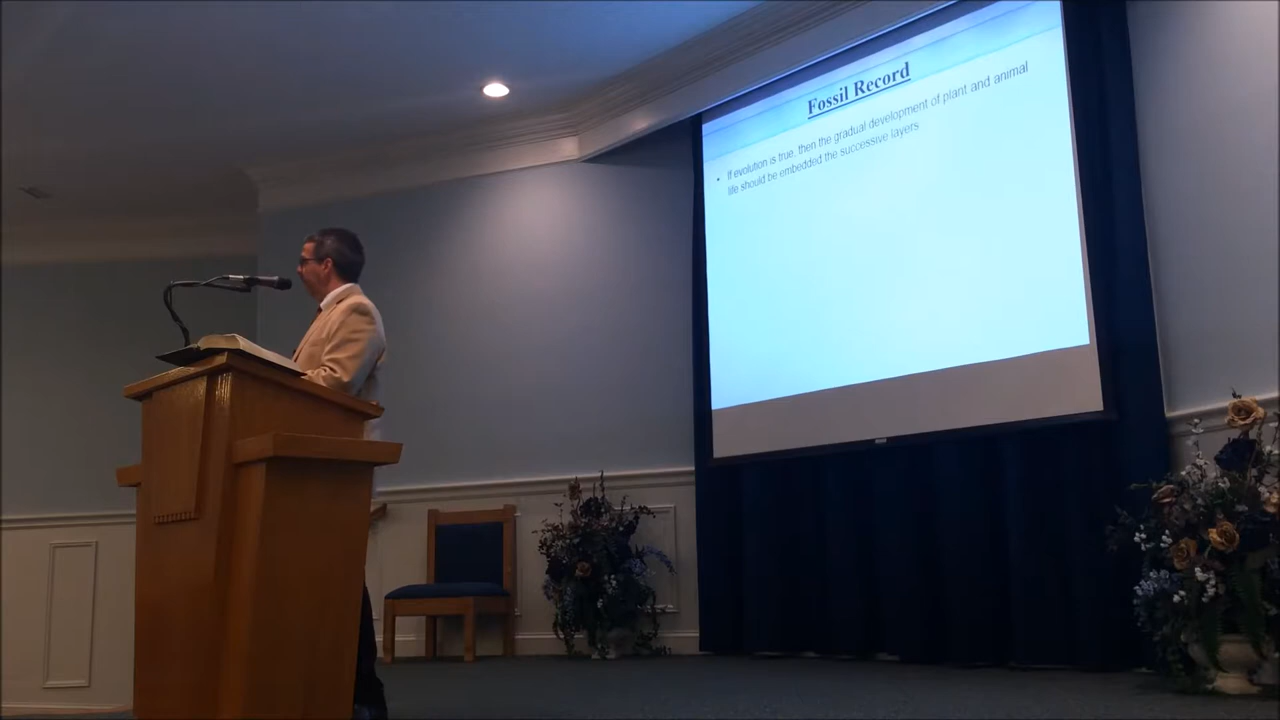 Fossil Record
• If evolution is true, then the gradual development of plant and animal
life should be embedded the successive layers